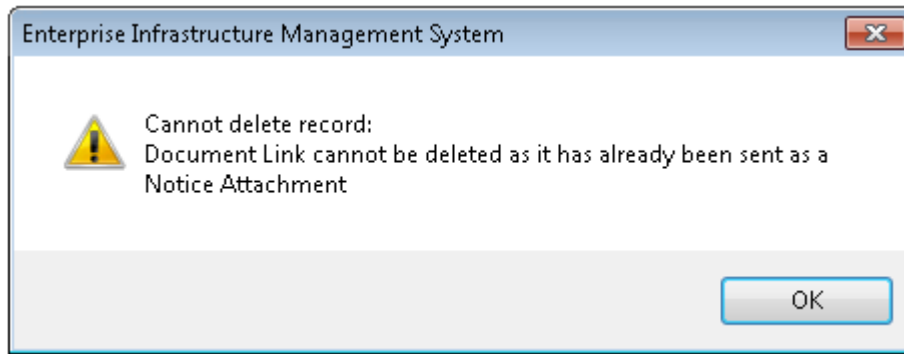 Enterprise Infrastructure Management System
Cannot delete record:
Document Link cannot be deleted as it has already been sent as a
Notice Attachment
OK